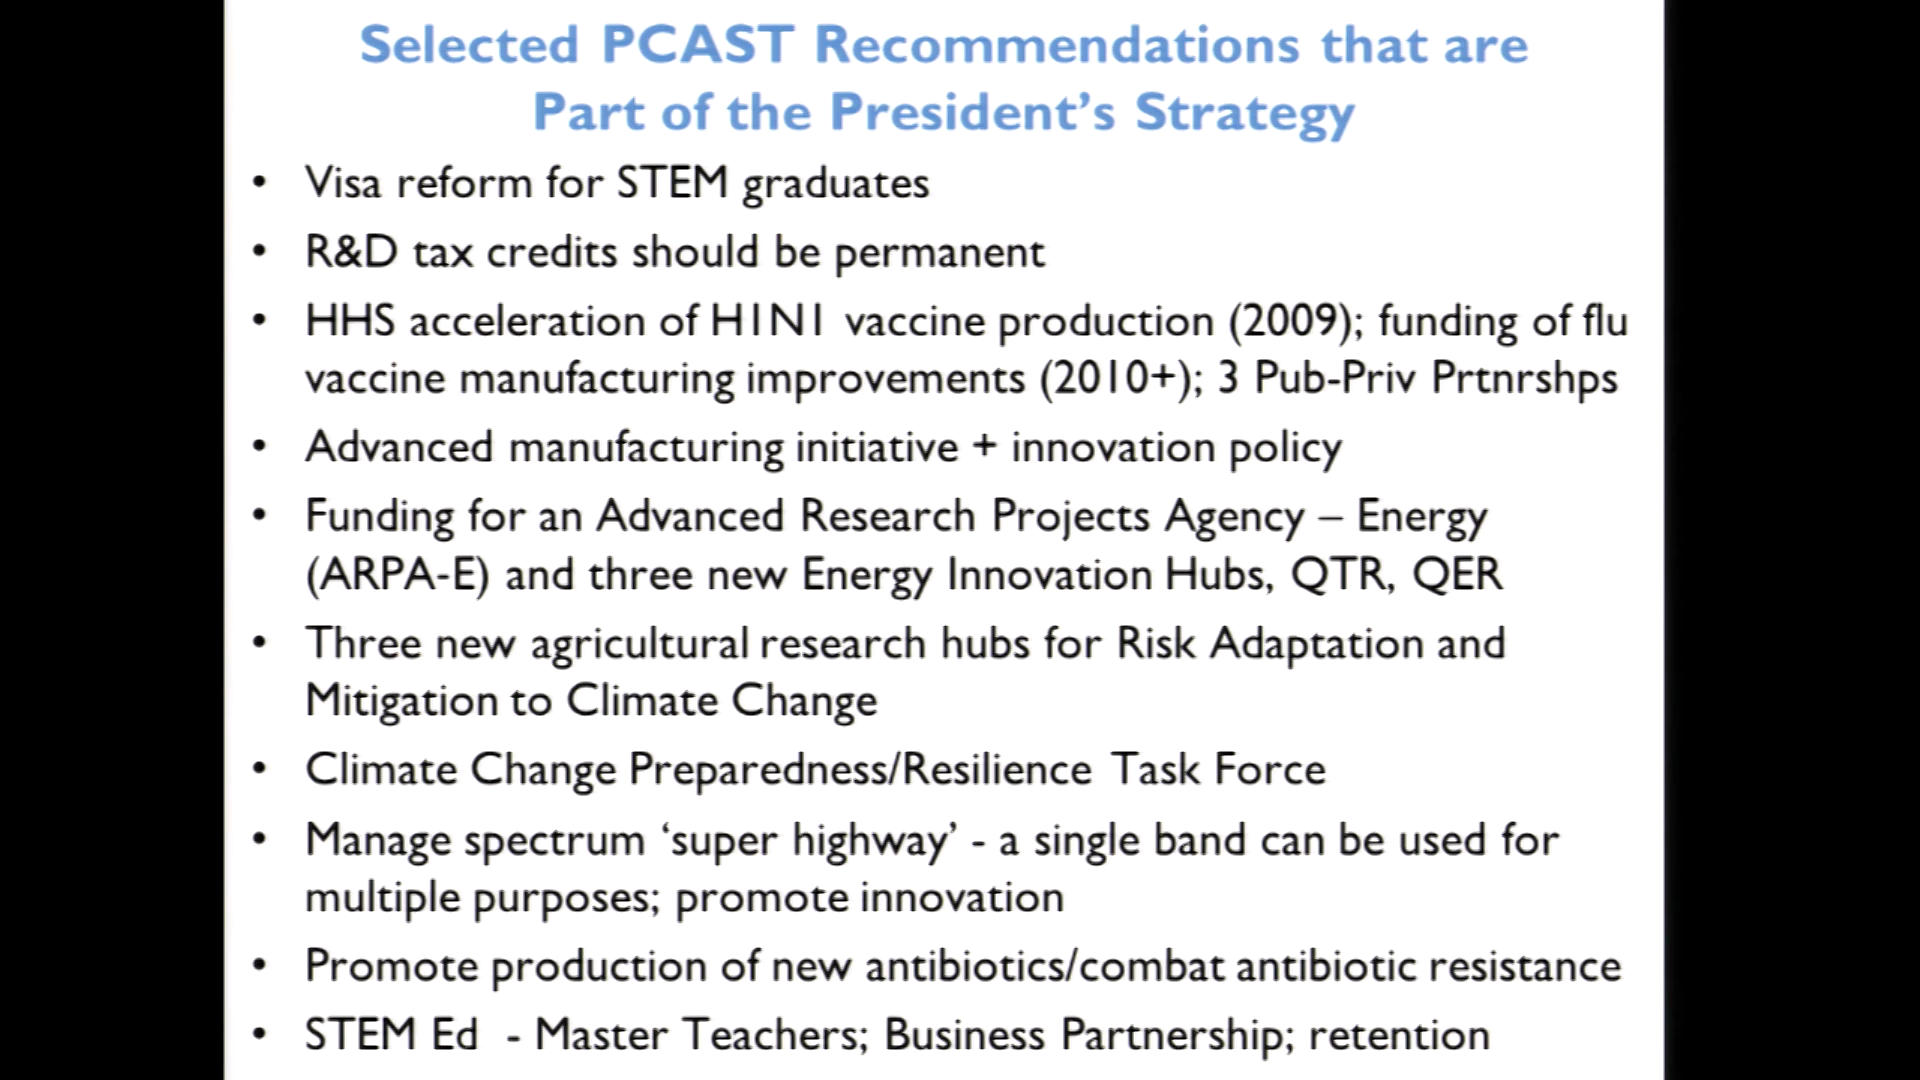 Selected PCAST Recommendations that are
Part of the President’s Strategy
• Visa reform for STEM graduates
• R&D tax credits should be permanent
• HHS acceleration of H1N1 vaccine production (2009); funding of flu
vaccine manufacturing improvements (2010+); 3 Pub-Priv Prtnrshps
• Advanced manufacturing initiative + innovation policy
• Funding for an Advanced Research Projects Agency – Energy
(ARPA-E) and three new Energy Innovation Hubs, QTR, QER
• Three new agricultural research hubs for Risk Adaptation and
Mitigation to Climate Change
• Climate Change Preparedness/Resilience Task Force
• Manage spectrum ‘super highway’ - a single band can be used for
multiple purposes; promote innovation
• Promote production of new antibiotics/combat antibiotic resistance
• STEM Ed - Master Teachers; Business Partnership; retention